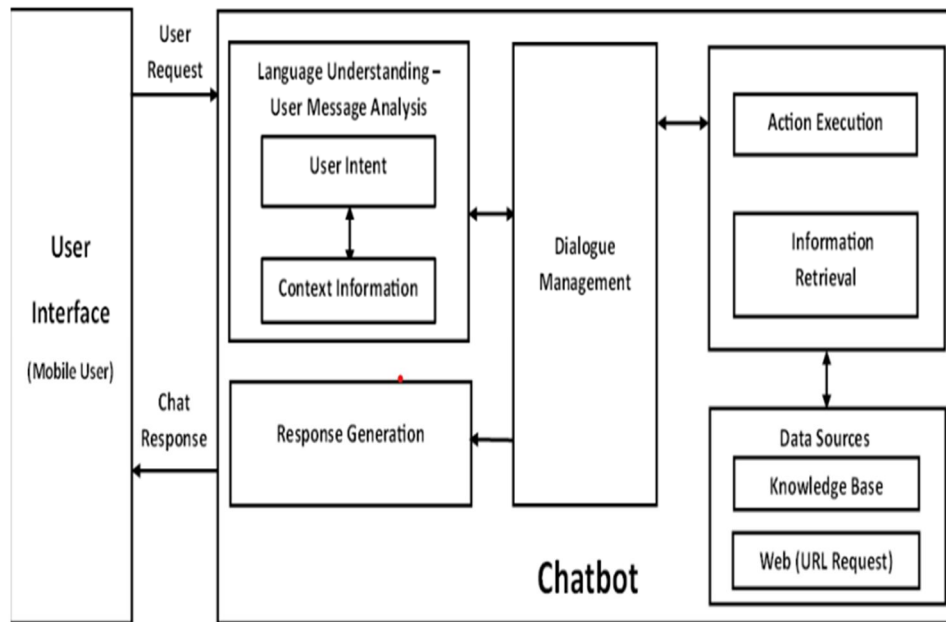 User
Interface
(Mobile User)
User
Request
Chat
Response
Language Understanding –
User Message Analysis
User Intent
Context Information
Response Generation
Dialogue
Management
Action Execution
Information
Retrieval
Data Sources
Knowledge Base
Web (URL Request)
Chatbot